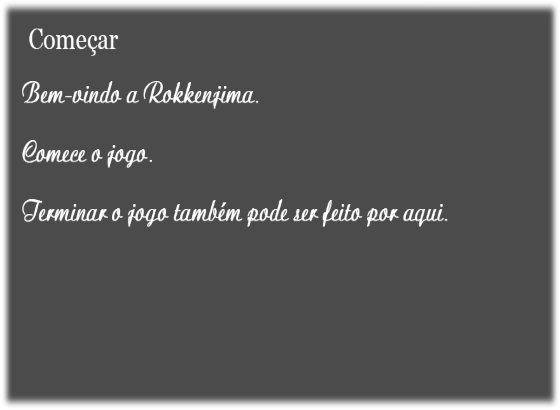 Começar
Bem-vindo a Rokkenjima.
Comece o jogo.
Terminar o jogo também pode ser feito por aqui.